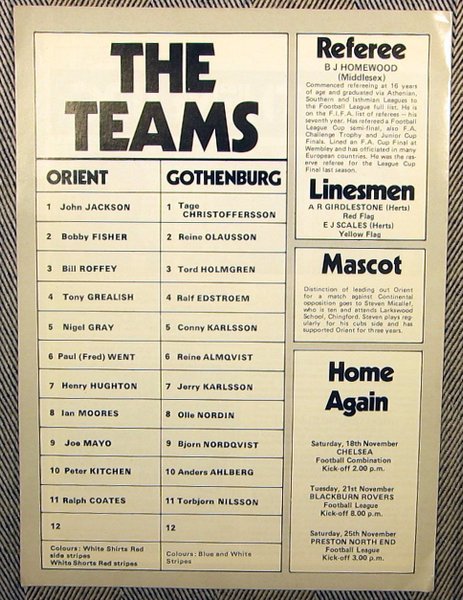 THE
TEAMS
ORIENT
1 John JACKSON
2 Bobby FISHER
3 Bill ROFFEY
4 Tony GREALISH
5 Nigel GRAY
6 Paul (Fred) WENT
7 Henry HUGHTON
8 Ian MOORES
9 Joe MAYO
10 Peter KITCHEN
11 Ralph COATES
12
Colours: White Shirts Red
side stripes
White Shorts Red stripes
GOTHENBURG
1 Tage
CHRISTOFFERSSON
2 Reine OLAUSSON
3 Tord HOLMGREN
4 Ralf EDSTROEM
5 Conny KARLSSON
6 Reine ALMQVIST
7 Jerry KARLSSON
8 Olle NORDIN
9 Bjorn NORDQVIST
10 Anders AHLBERG
11 Torbjorn NILSSON
12
Colours: Blue and White
Stripes
Referee
B J HOMEWOOD
(Middlesex)
Commenced refereeing at 16 years
of age and graduated via Athenian,
Southern and Isthmian Leagues to
the Football League full list. He is
on the F.I.F.A. list of referees – his
seventh year. Has refereed a Football
League Cup semi-final, also F.A.
Challenge Trophy and Junior Cup
Finals. Lined an F.A. Cup Final at
Wembley and has officiated in many
European countries. He was the res-
erve referee for the League Cup
Final last season.
Linesmen
A R GIRDLESTONE (Herts)
Red Flag
E J SCALES (Herts)
Yellow Flag
Mascot
Distinction of leading out Orient
for a match against Continental
opposition goes to Steven Micallef,
who is ten and attends Larkswood
School, Chingford. Steven plays reg-
ularly for his cubs side and has
supported Orient for three years.
Home
Again
Saturday, 18th November
CHELSEA
Football Combination
Kick-off 2.00 p.m.
Tuesday, 21st November
BLACKBURN ROVERS
Football League
Kick-off 8.00 p.m.
Saturday, 25th November
PRESTON NORTH END
Football League
Kick-off 3.00 p.m.